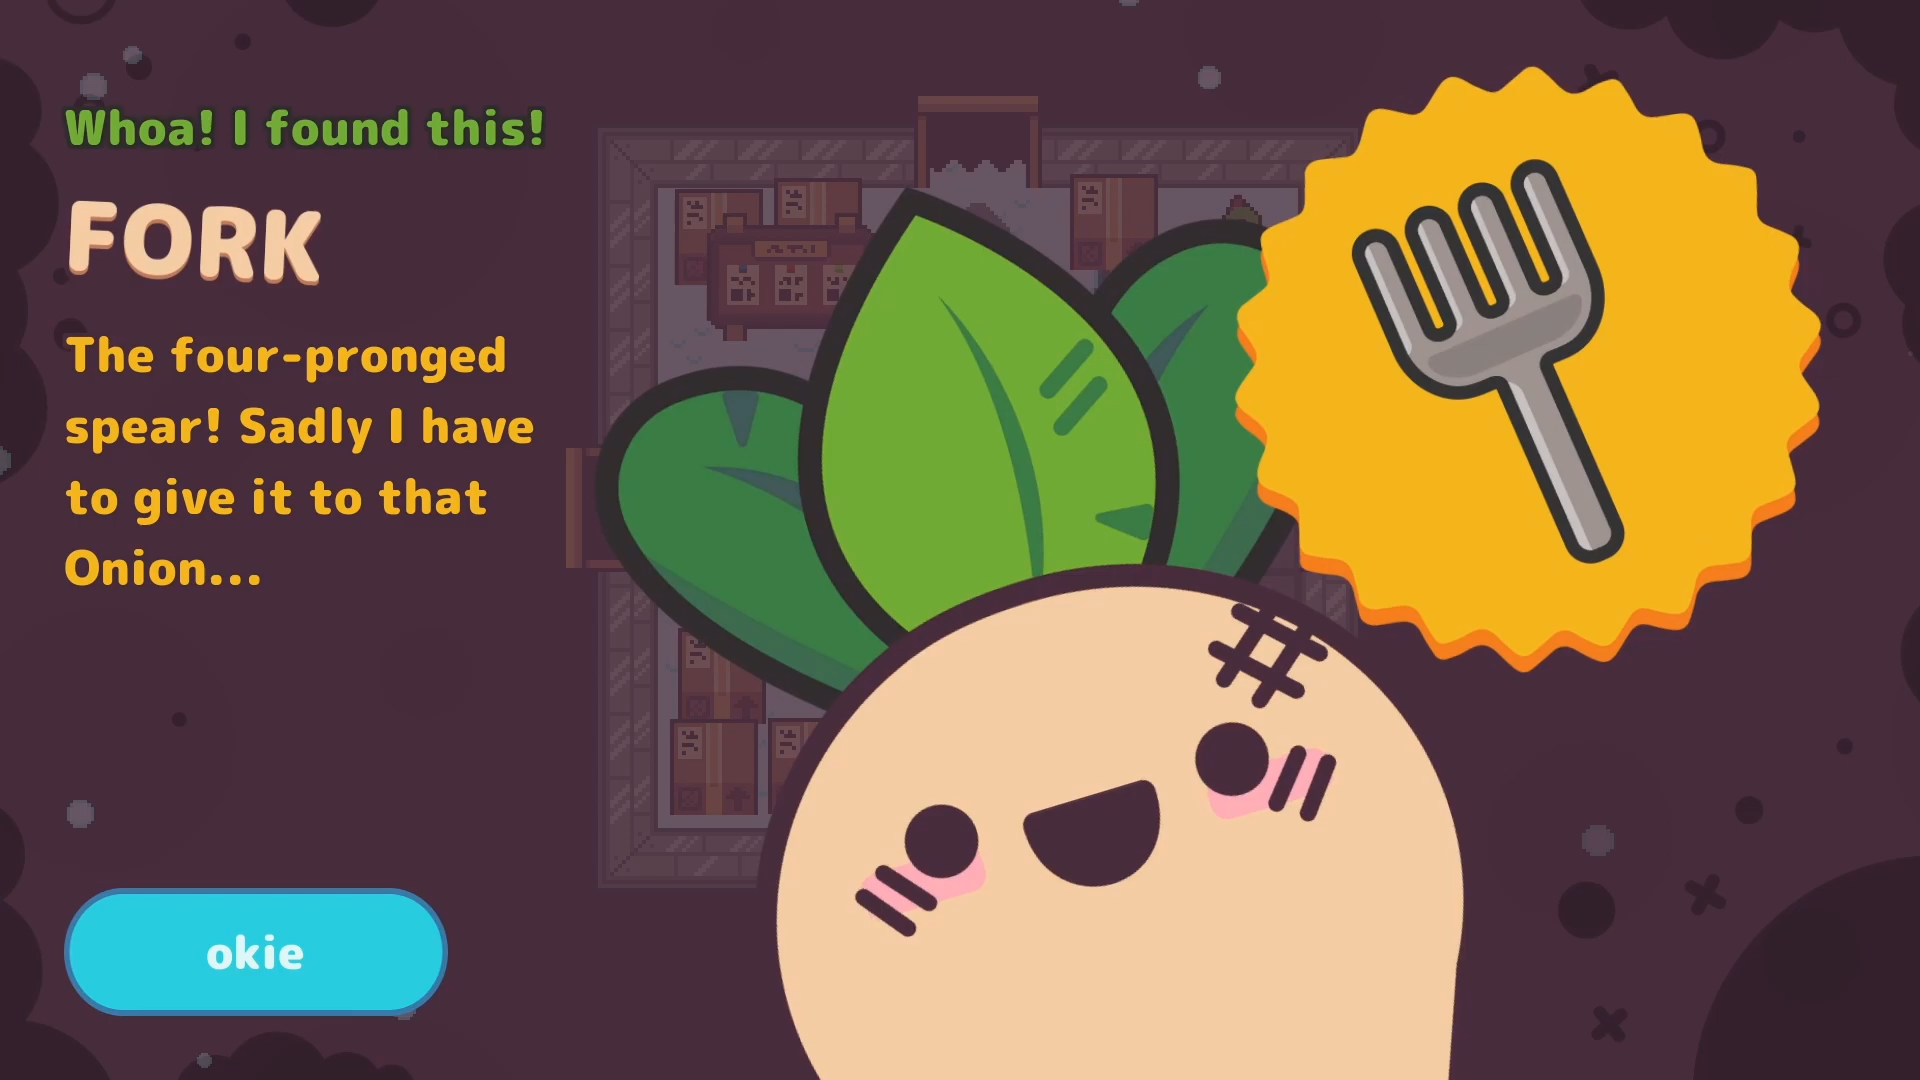 Whoa! I found this!
FORK
The four-pronged
spear! Sadly I have
to give it to that
Onion...
okie